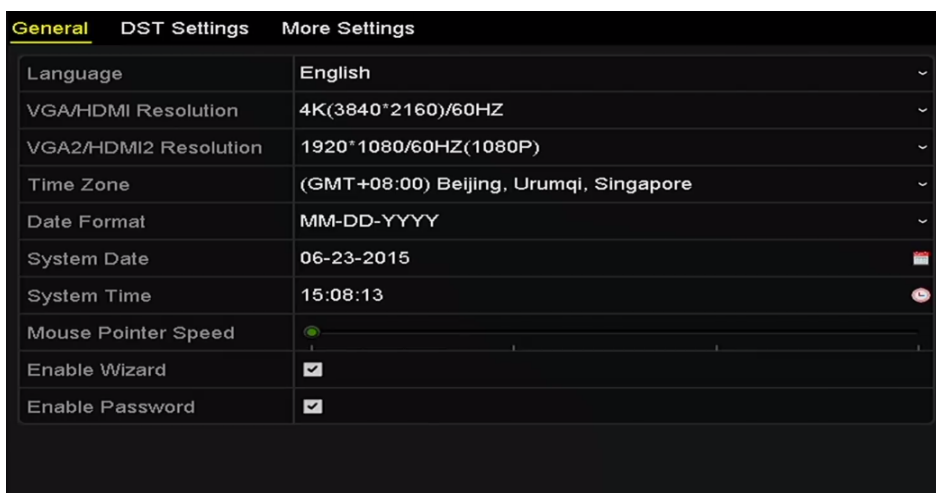 General DST Settings More Settings
Language English
VGA/HDMI Resolution 4K(3840*2160)/60HZ
VGA2/HDMI2 Resolution 1920*1080/60HZ(1080P)
Time Zone (GMT+08:00) Beijing, Urumqi, Singapore
Date Format MM-DD-YYYY
System Date 06-23-2015
System Time 15:08:13
Mouse Pointer Speed
Enable Wizard
Enable Password